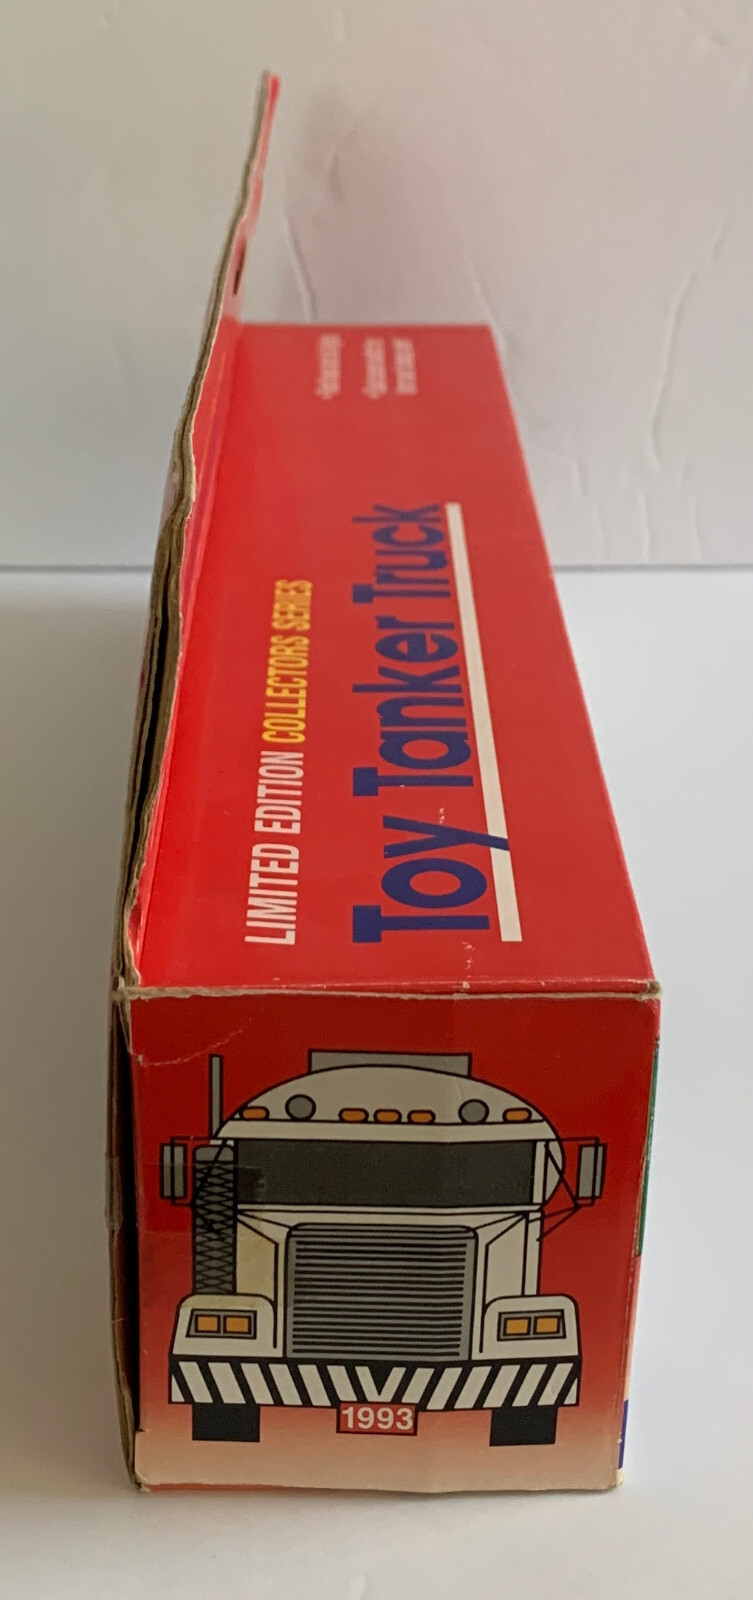 LIMITED EDITION COLLECTORS SERIES
Toy Tanker Truck
1993